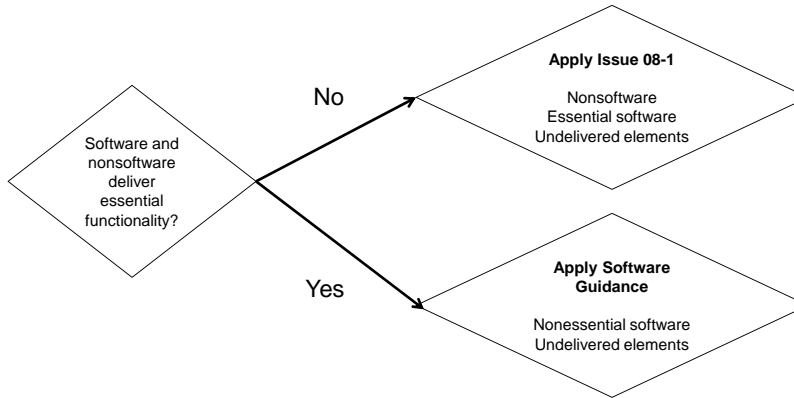 Software and
nonsoftware
deliver
essential
functionality?
No
Apply Issue 08-1
Nonsoftware
Essential software
Undelivered elements
Yes
Apply Software
Guidance
Nonessential software
Undelivered elements